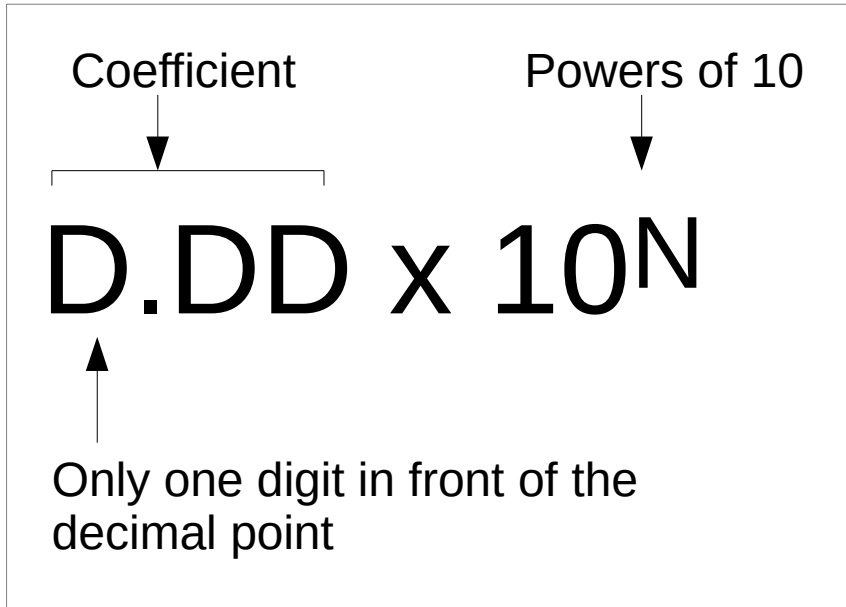 Coefficient
Powers of 10
D.DD x 10ᴺ
Only one digit in front of the
decimal point